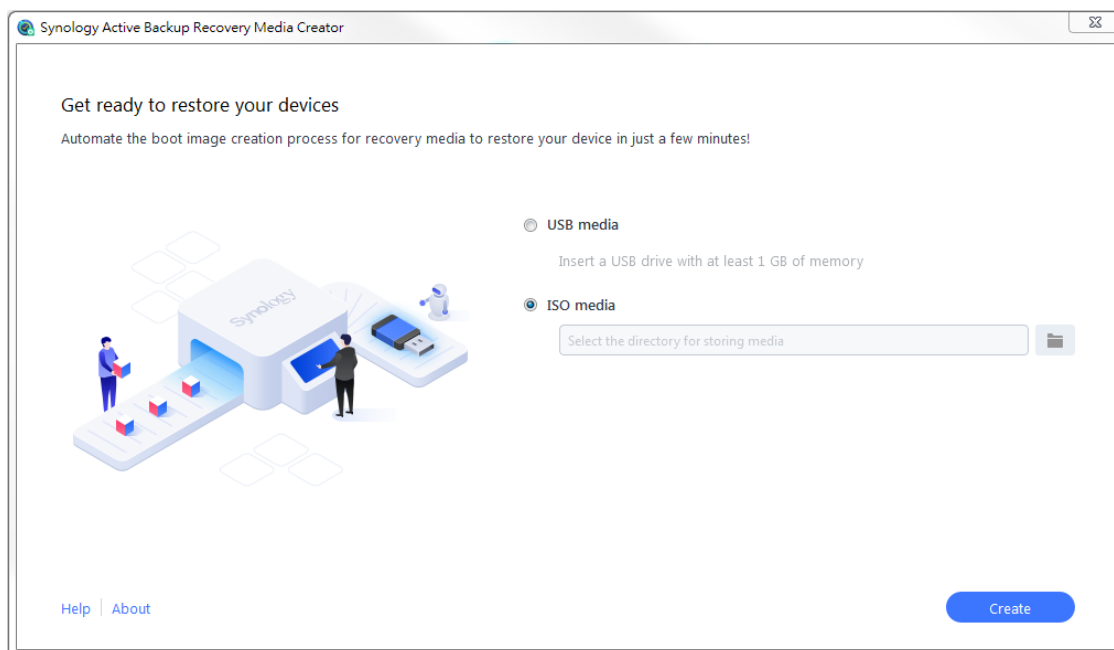 Synology Active Backup Recovery Media Creator
Get ready to restore your devices
Automate the boot image creation process for recovery media to restore your device in just a few minutes!
Synology
USB media
Insert a USB drive with at least 1 GB of memory
ISO media
Select the directory for storing media
Help
About
Create